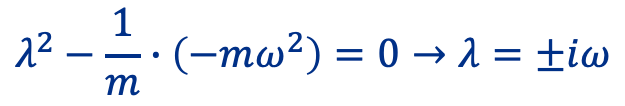 λ² − 1/m · (−mω²) = 0 → λ = ±iω